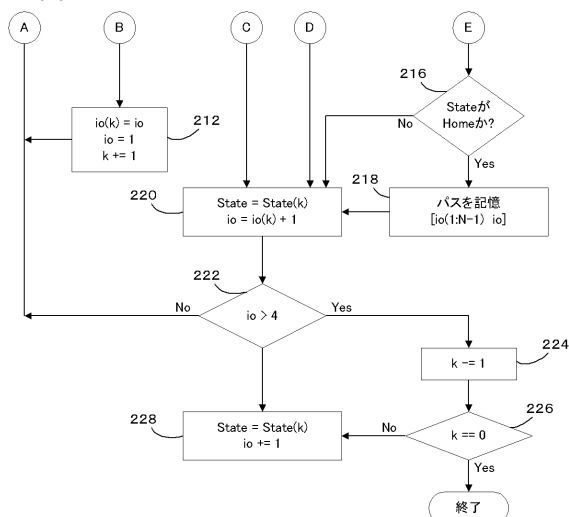 A
B
C
D
E
216
Stateが
Homeか?
No
Yes
io(k) = io
io = 1
k += 1
212
218
パスを記憶
[io(1:N-1) io]
220
State = State(k)
io = io(k) + 1
222
No
io > 4
Yes
k -= 1
224
228
State = State(k)
io += 1
No
k == 0
226
Yes
終了